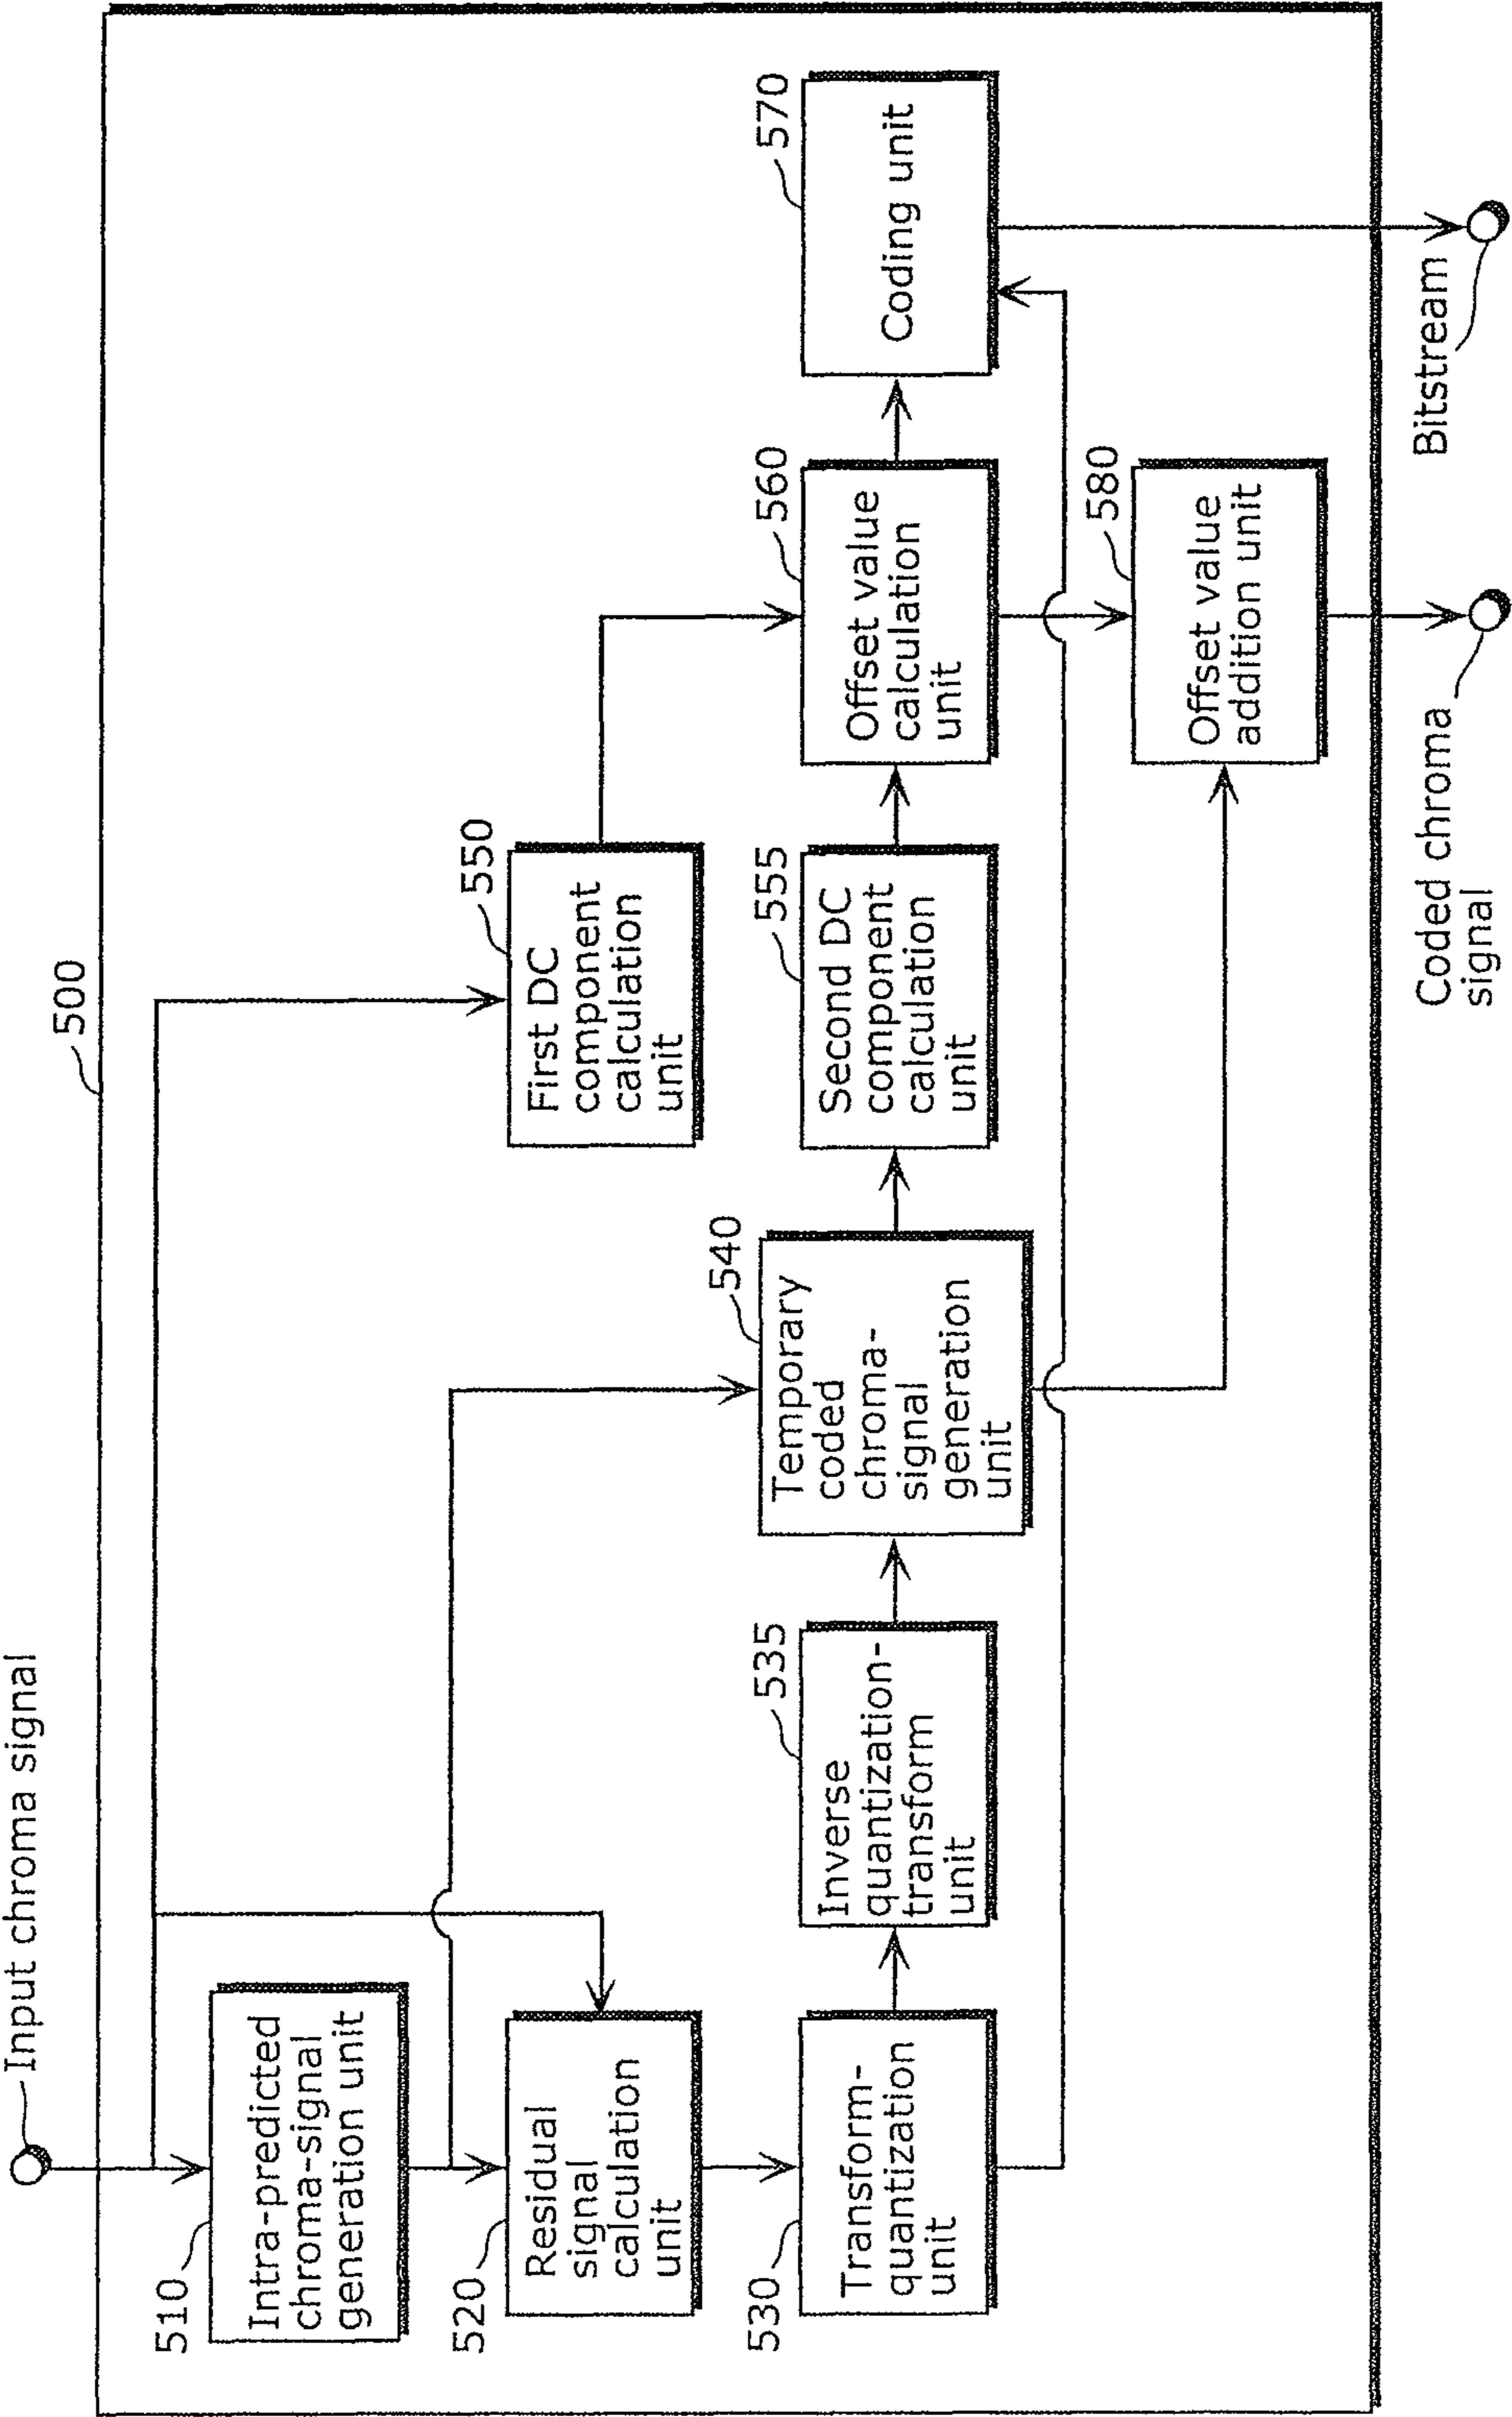 Input chroma signal
500
510
Intra-predicted
chroma-signal
generation unit
520
Residual
signal
calculation
unit
530
Transform-
quantization
unit
535
Inverse
quantization-
transform
unit
540
Temporary
coded
chroma-
signal
generation
unit
550
First DC
component
calculation
unit
555
Second DC
component
calculation
unit
560
Offset value
calculation
unit
570
Coding unit
580
Offset value
addition unit
Coded chroma
signal
Bitstream